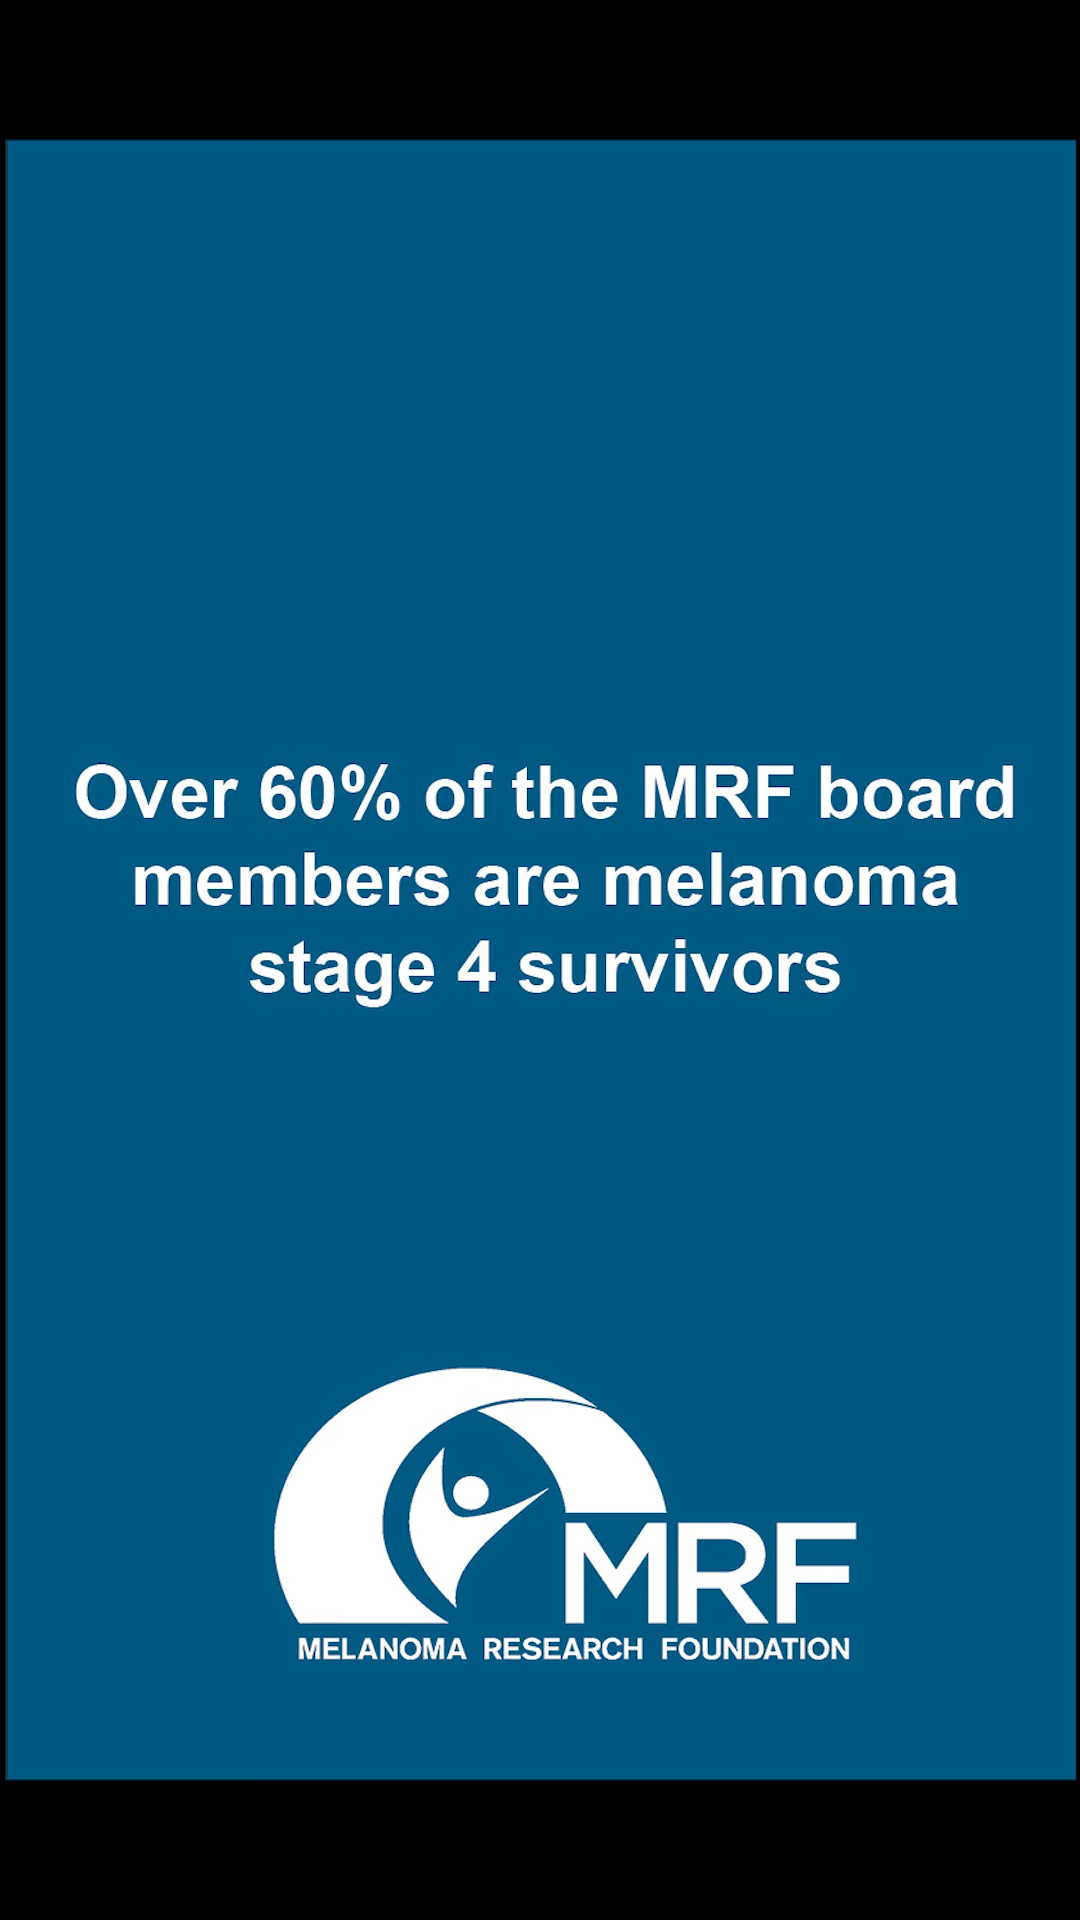 Over 60% of the MRF board
members are melanoma
stage 4 survivors
MRF
MELANOMA RESEARCH FOUNDATION